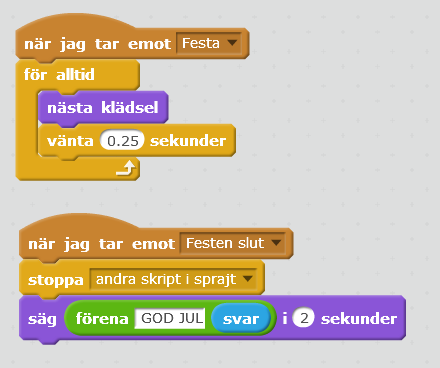 när jag tar emot Festa
för alltid
nästa klädsel
vänta 0.25 sekunder
när jag tar emot Festen slut
stoppa andra skript i sprajt
säg förena GOD JUL svar i 2 sekunder